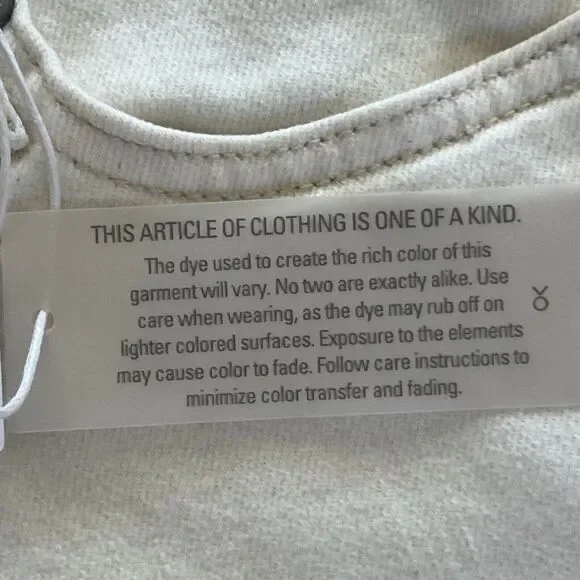 THIS ARTICLE OF CLOTHING IS ONE OF A KIND.
The dye used to create the rich color of this
garment will vary. No two are exactly alike. Use
care when wearing, as the dye may rub off on
lighter colored surfaces. Exposure to the elements
may cause color to fade. Follow care instructions to
minimize color transfer and fading.